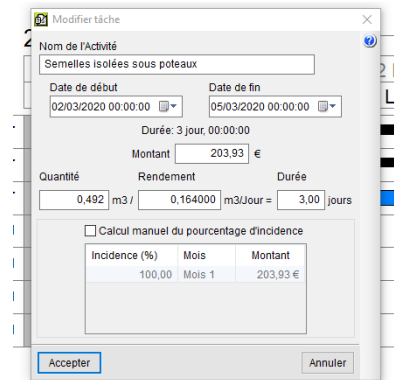 Modifier tâche
Nom de l'Activité
Semelles isolées sous poteaux
Date de début Date de fin
02/03/2020 00:00:00 05/03/2020 00:00:00
Durée: 3 jour, 00:00:00
Montant 203,93 €
Quantité Rendement Durée
0,492 m3 / 0,164000 m3/Jour = 3,00 jours
Calcul manuel du pourcentage d'incidence
Incidence (%) Mois Montant
100,00 Mois 1 203,93 €
Accepter Annuler